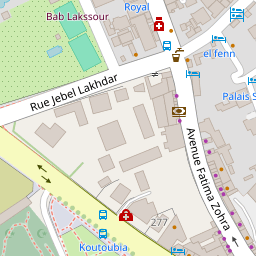 Bab Lakssour
Royal
el fenn
Rue Jebel Lakhdar
Palais S
Avenue Fatima Zohra
277
Koutoubia